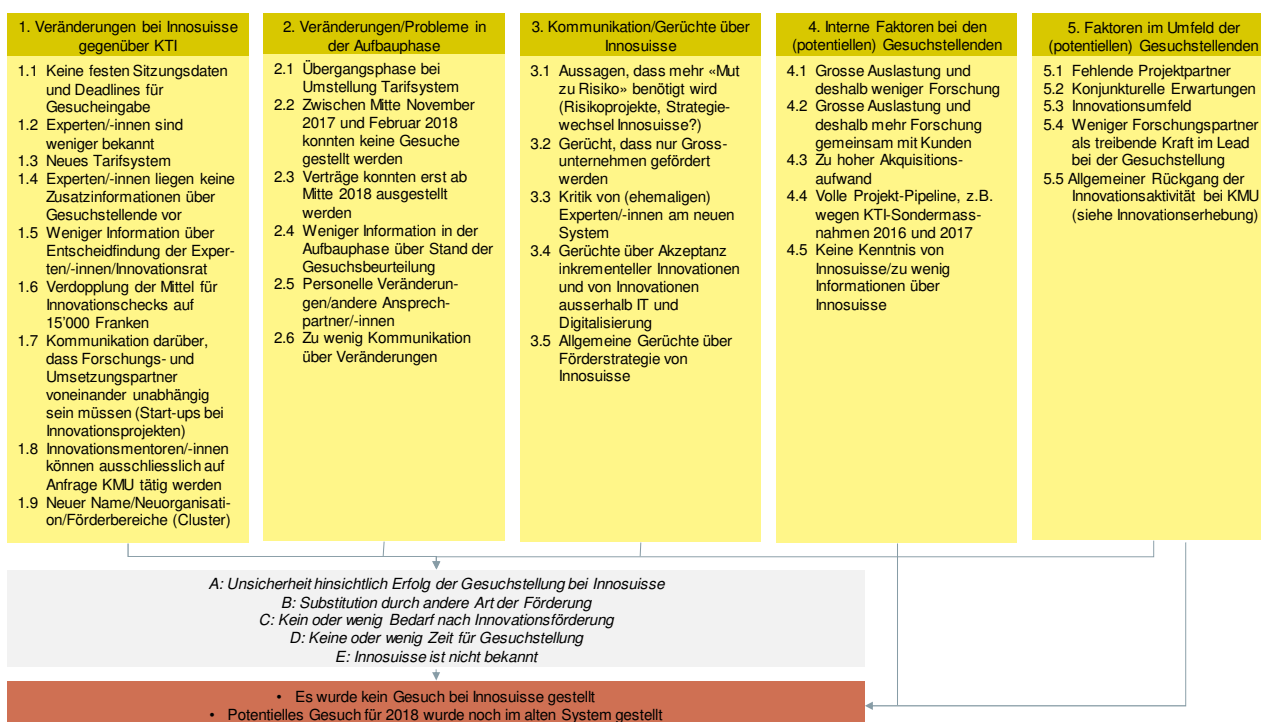 1. Veränderungen bei Innosuisse
gegenüber KTI
1.1 Keine festen Sitzungsdaten
und Deadlines für
Gesucheingabe
1.2 Experten/-innen sind
weniger bekannt
1.3 Neues Tarifsystem
1.4 Experten/-innen liegen keine
Zusatzinformationen über
Gesuchstellende vor
1.5 Weniger Information über
Entscheidfindung der Exper-
ten/-innen/Innovationsrat
1.6 Verdopplung der Mittel für
Innovationschecks auf
15'000 Franken
1.7 Kommunikation darüber,
dass Forschungs- und
Umsetzungspartner
voneinander unabhängig
sein müssen (Start-ups bei
Innovationsprojekten)
1.8 Innovationsmentoren/-innen
können ausschliesslich auf
Anfrage KMU tätig werden
1.9 Neuer Name/Neuorganisati-
on/Förderbereiche (Cluster)
2. Veränderungen/Probleme in
der Aufbauphase
2.1 Übergangsphase bei
Umstellung Tarifsystem
2.2 Zwischen Mitte November
2017 und Februar 2018
konnten keine Gesuche
gestellt werden
2.3 Verträge konnten erst ab
Mitte 2018 ausgestellt
werden
2.4 Weniger Information in der
Aufbauphase über Stand der
Gesuchsbeurteilung
2.5 Personelle Veränderun-
gen/andere Ansprech-
partner/-innen
2.6 Zu wenig Kommunikation
über Veränderungen
3. Kommunikation/Gerüchte über
Innosuisse
3.1 Aussagen, dass mehr «Mut
zu Risiko» benötigt wird
(Risikoprojekte, Strategie-
wechsel Innosuisse?)
3.2 Gerücht, dass nur Gross-
unternehmen gefördert
werden
3.3 Kritik von (ehemaligen)
Experten/-innen am neuen
System
3.4 Gerüchte über Akzeptanz
inkrementeller Innovationen
und von Innovationen
ausserhalb IT und
Digitalisierung
3.5 Allgemeine Gerüchte über
Förderstrategie von
Innosuisse
4. Interne Faktoren bei den
(potentiellen) Gesuchstellenden
4.1 Grosse Auslastung und
deshalb weniger Forschung
4.2 Grosse Auslastung und
deshalb mehr Forschung
gemeinsam mit Kunden
4.3 Zu hoher Akquisitions-
aufwand
4.4 Volle Projekt-Pipeline, z.B.
wegen KTI-Sondermass-
nahmen 2016 und 2017
4.5 Keine Kenntnis von
Innosuisse/zu wenig
Informationen über
Innosuisse
5. Faktoren im Umfeld der
(potentiellen) Gesuchstellenden
5.1 Fehlende Projektpartner
5.2 Konjunkturelle Erwartungen
5.3 Innovationsumfeld
5.4 Weniger Forschungspartner
als treibende Kraft im Lead
bei der Gesuchstellung
5.5 Allgemeiner Rückgang der
Innovationsaktivität bei KMU
(siehe Innovationserhebung)
A: Unsicherheit hinsichtlich Erfolg der Gesuchstellung bei Innosuisse
B: Substitution durch andere Art der Förderung
C: Kein oder wenig Bedarf nach Innovationsförderung
D: Keine oder wenig Zeit für Gesuchstellung
E: Innosuisse ist nicht bekannt
• Es wurde kein Gesuch bei Innosuisse gestellt
• Potentielles Gesuch für 2018 wurde noch im alten System gestellt